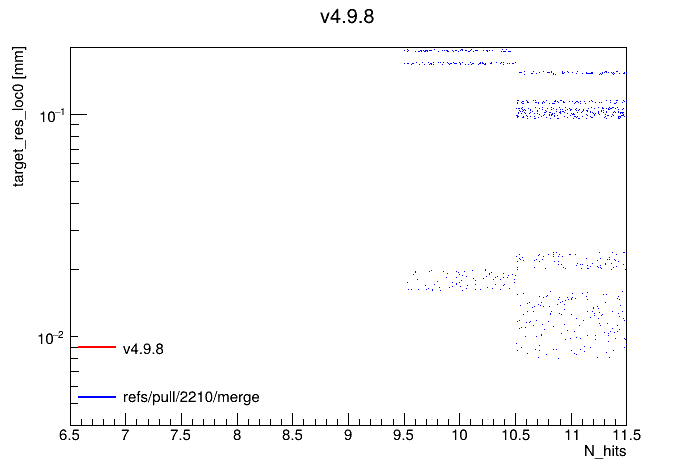 v4.9.8
target_res_loc0 [mm]
10⁻¹
10⁻²
v4.9.8
refs/pull/2210/merge
6.5 7 7.5 8 8.5 9 9.5 10 10.5 11 11.5
N_hits